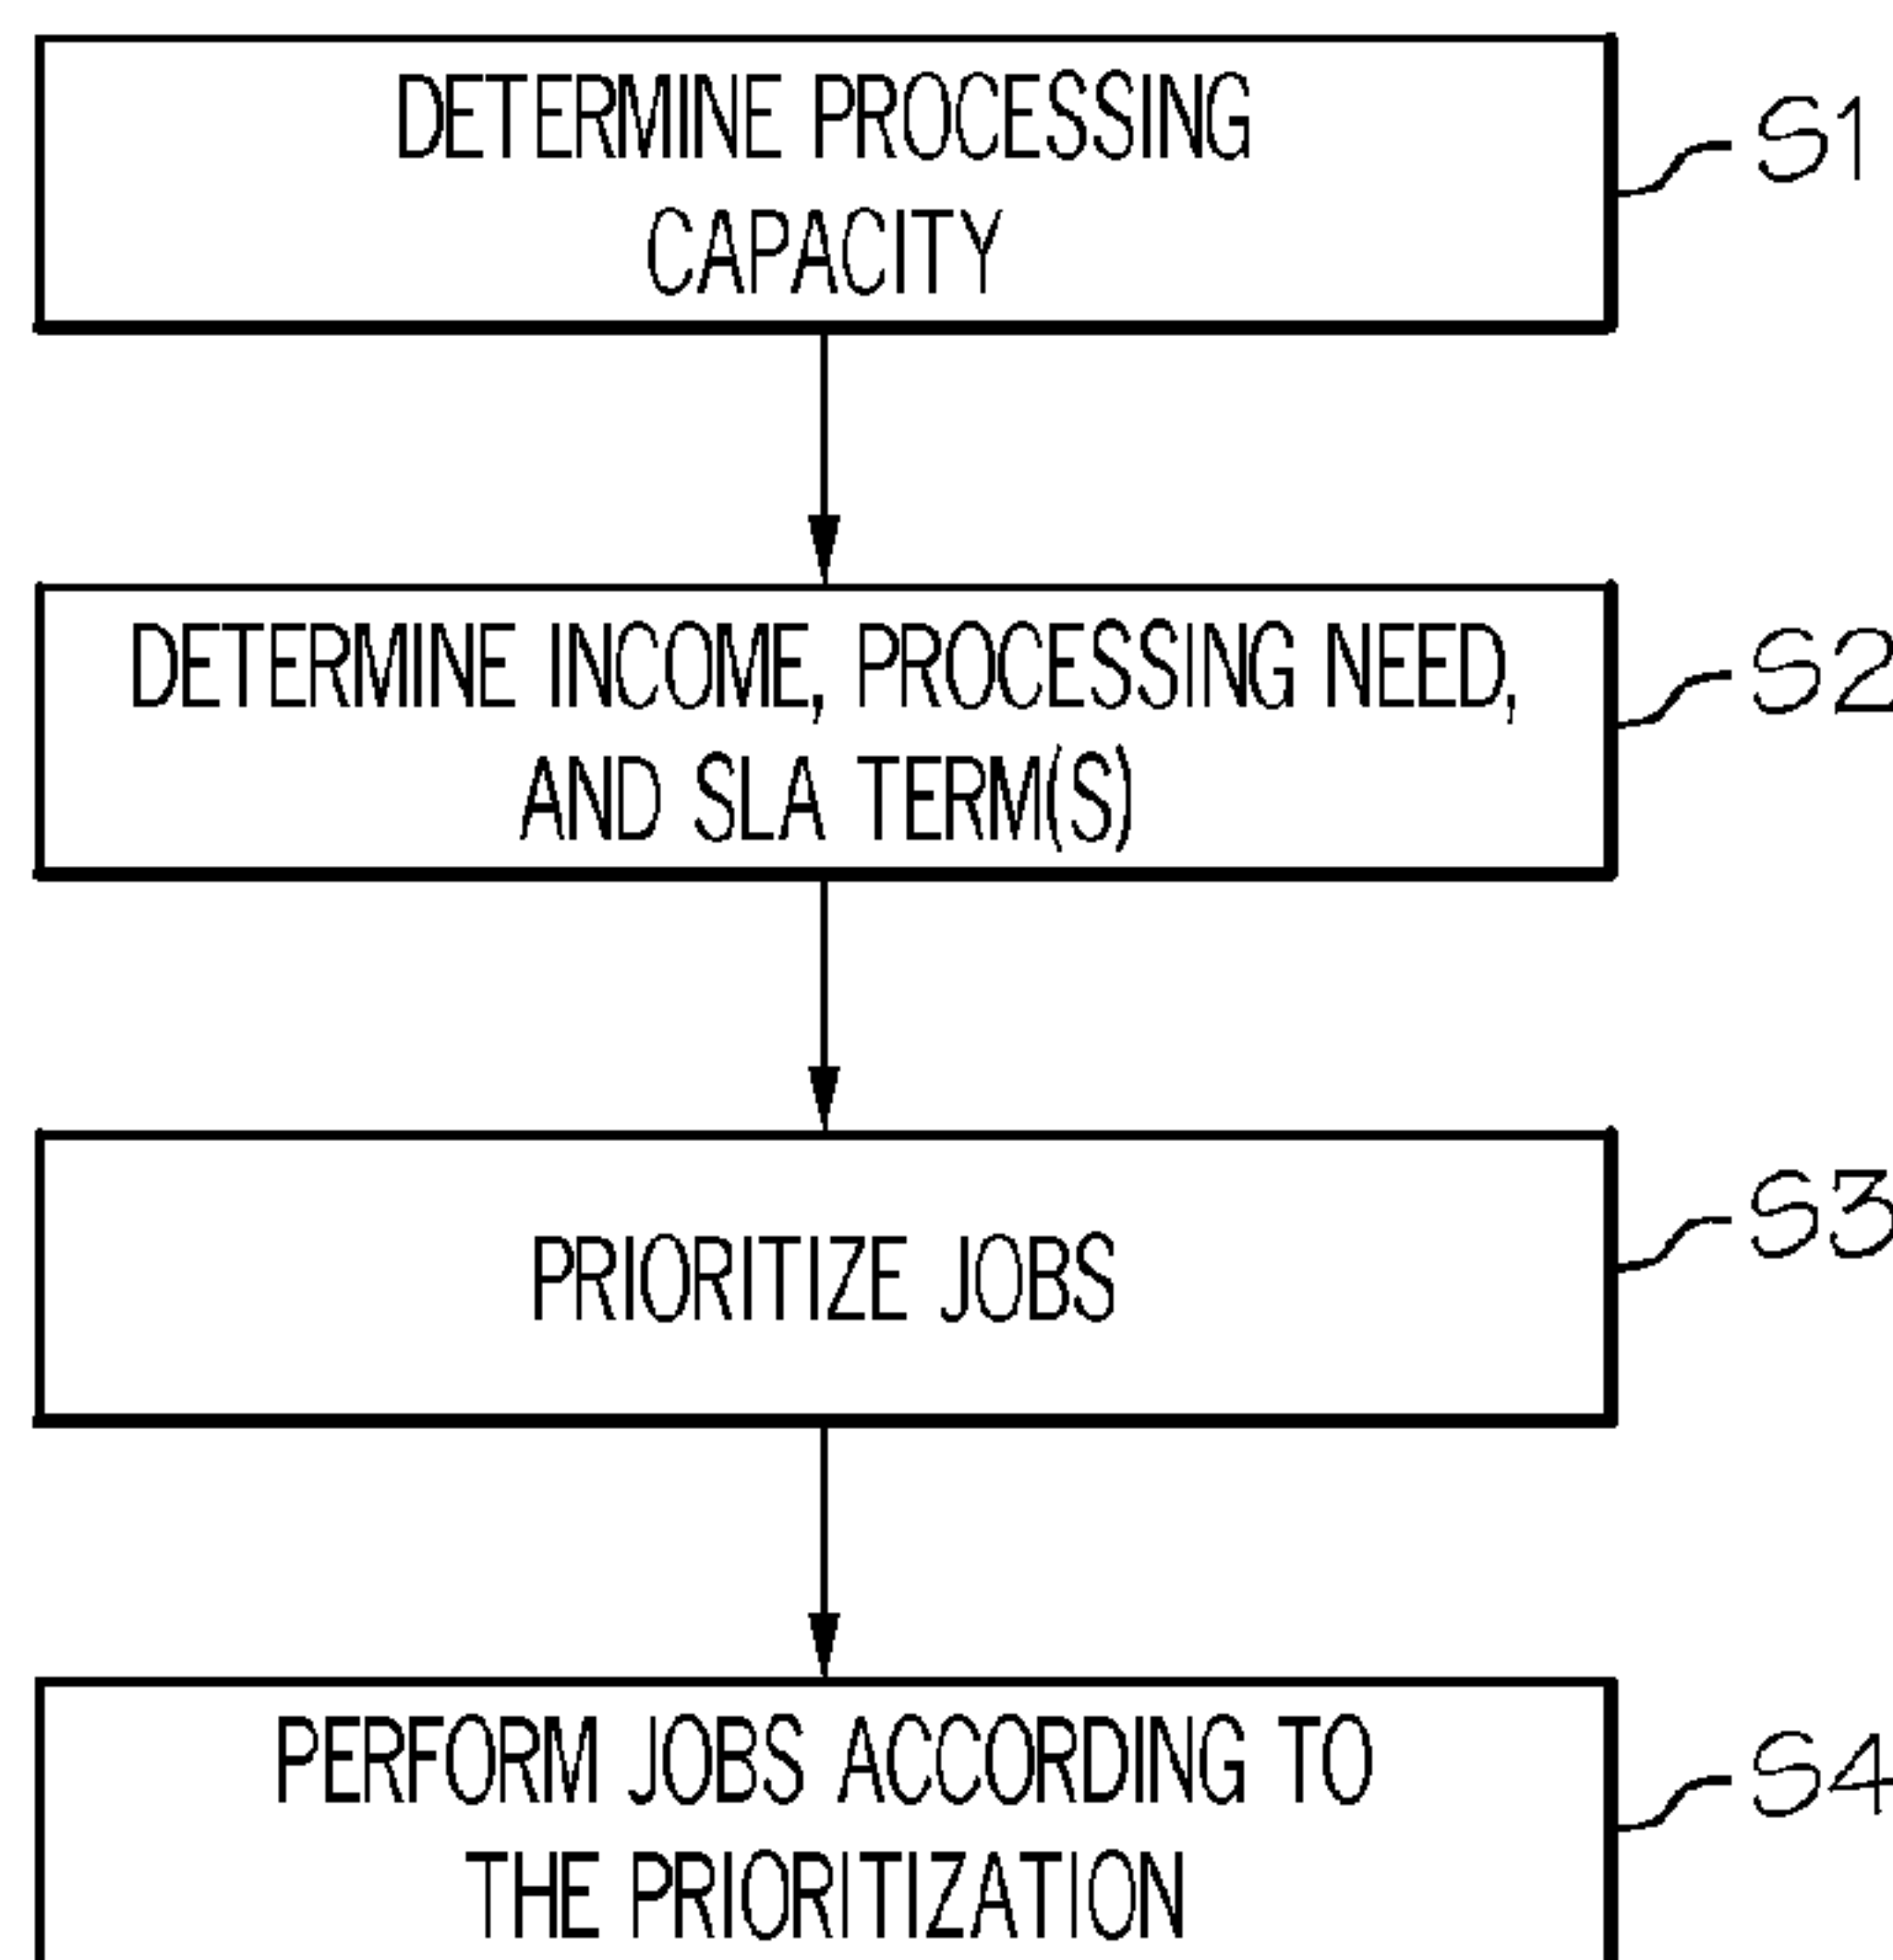 DETERMINE PROCESSING
CAPACITY
S1
DETERMINE INCOME, PROCESSING NEED,
AND SLA TERM(S)
S2
PRIORITIZE JOBS
S3
PERFORM JOBS ACCORDING TO
THE PRIORITIZATION
S4